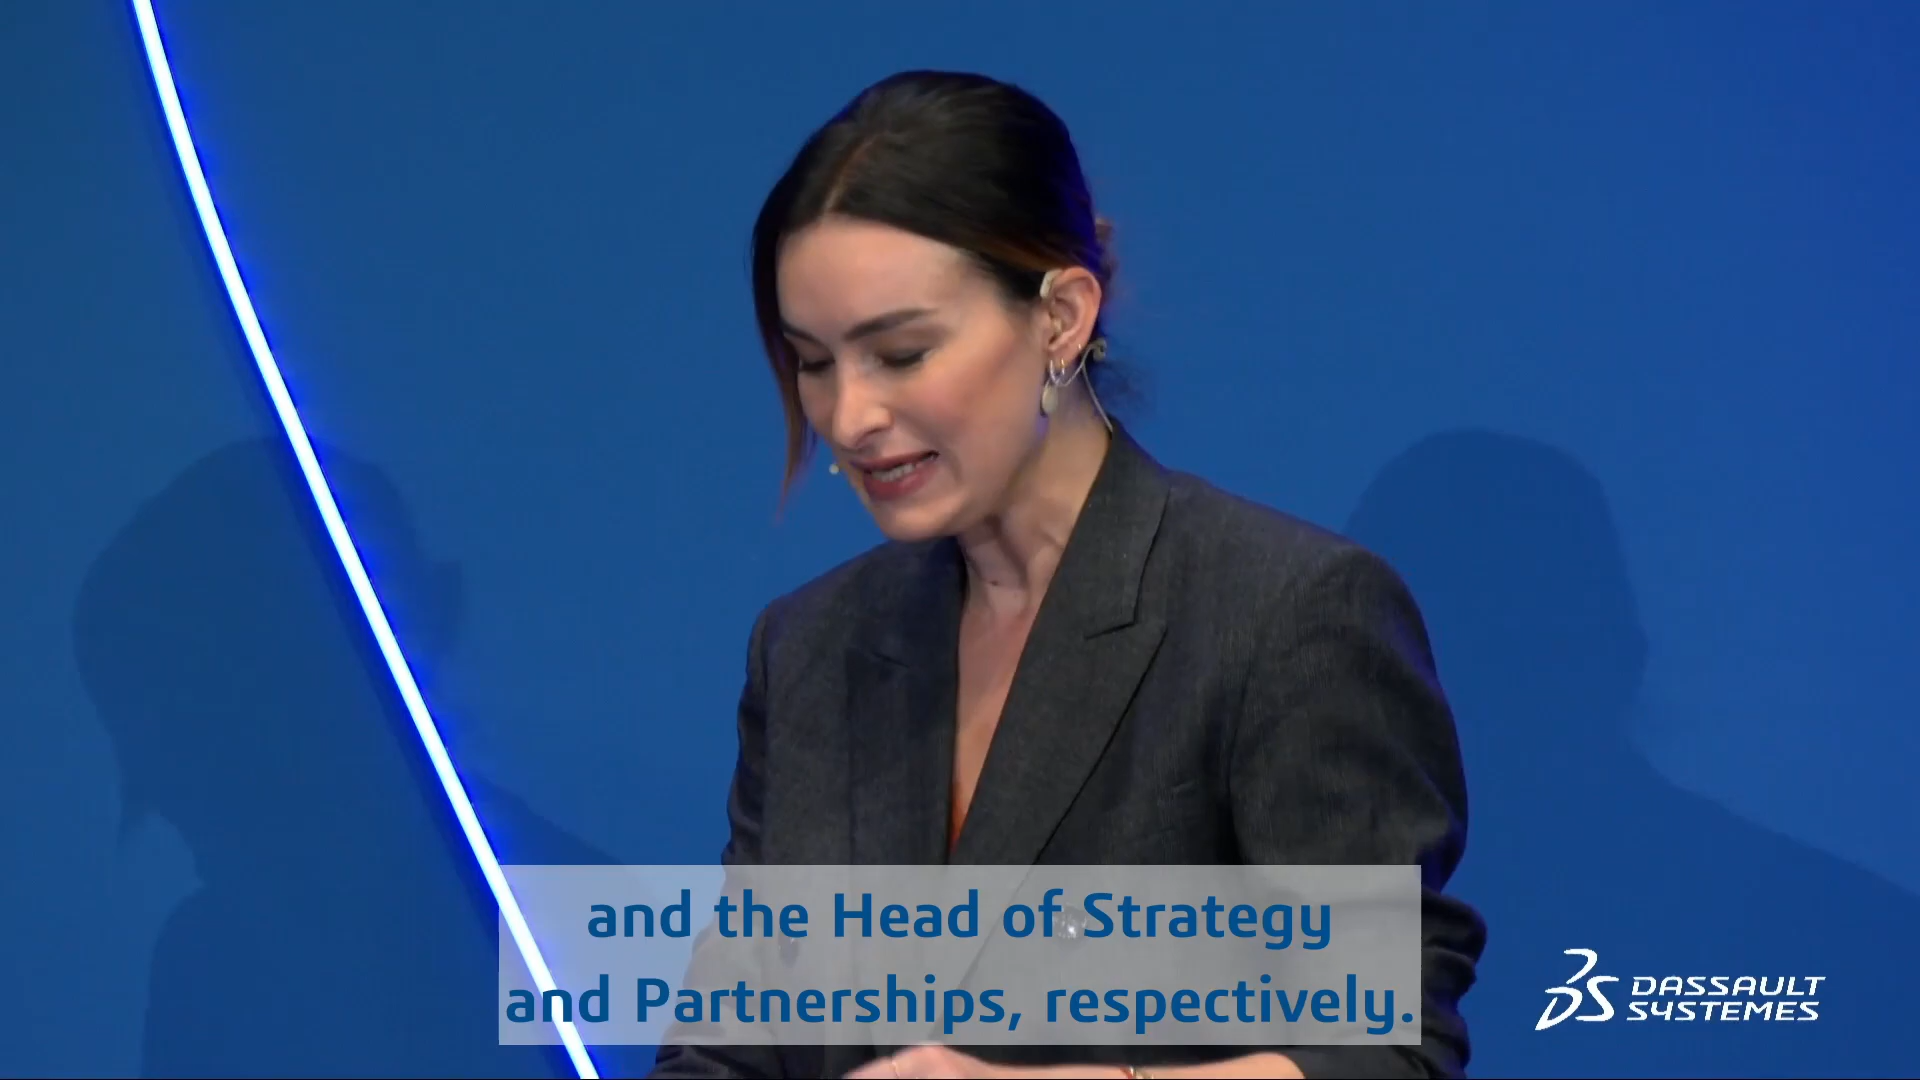 and the Head of Strategy
and Partnerships, respectively.
DASSAULT
SYSTEMES